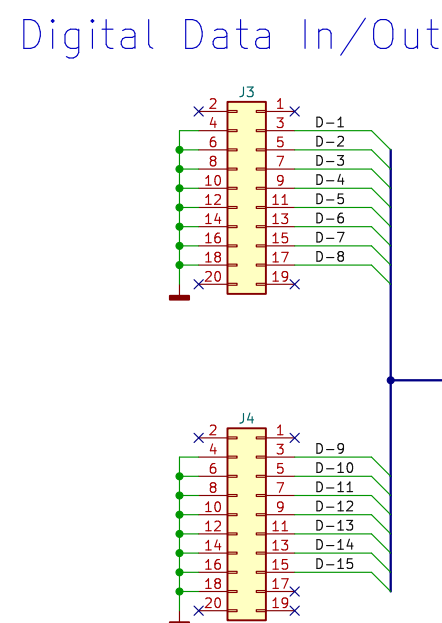 Digital Data In/Out
J3
2 1
4 3 D-1
6 5 D-2
8 7 D-3
10 9 D-4
12 11 D-5
14 13 D-6
16 15 D-7
18 17 D-8
20 19
J4
2 1
4 3 D-9
6 5 D-10
8 7 D-11
10 9 D-12
12 11 D-13
14 13 D-14
16 15 D-15
18 17
20 19